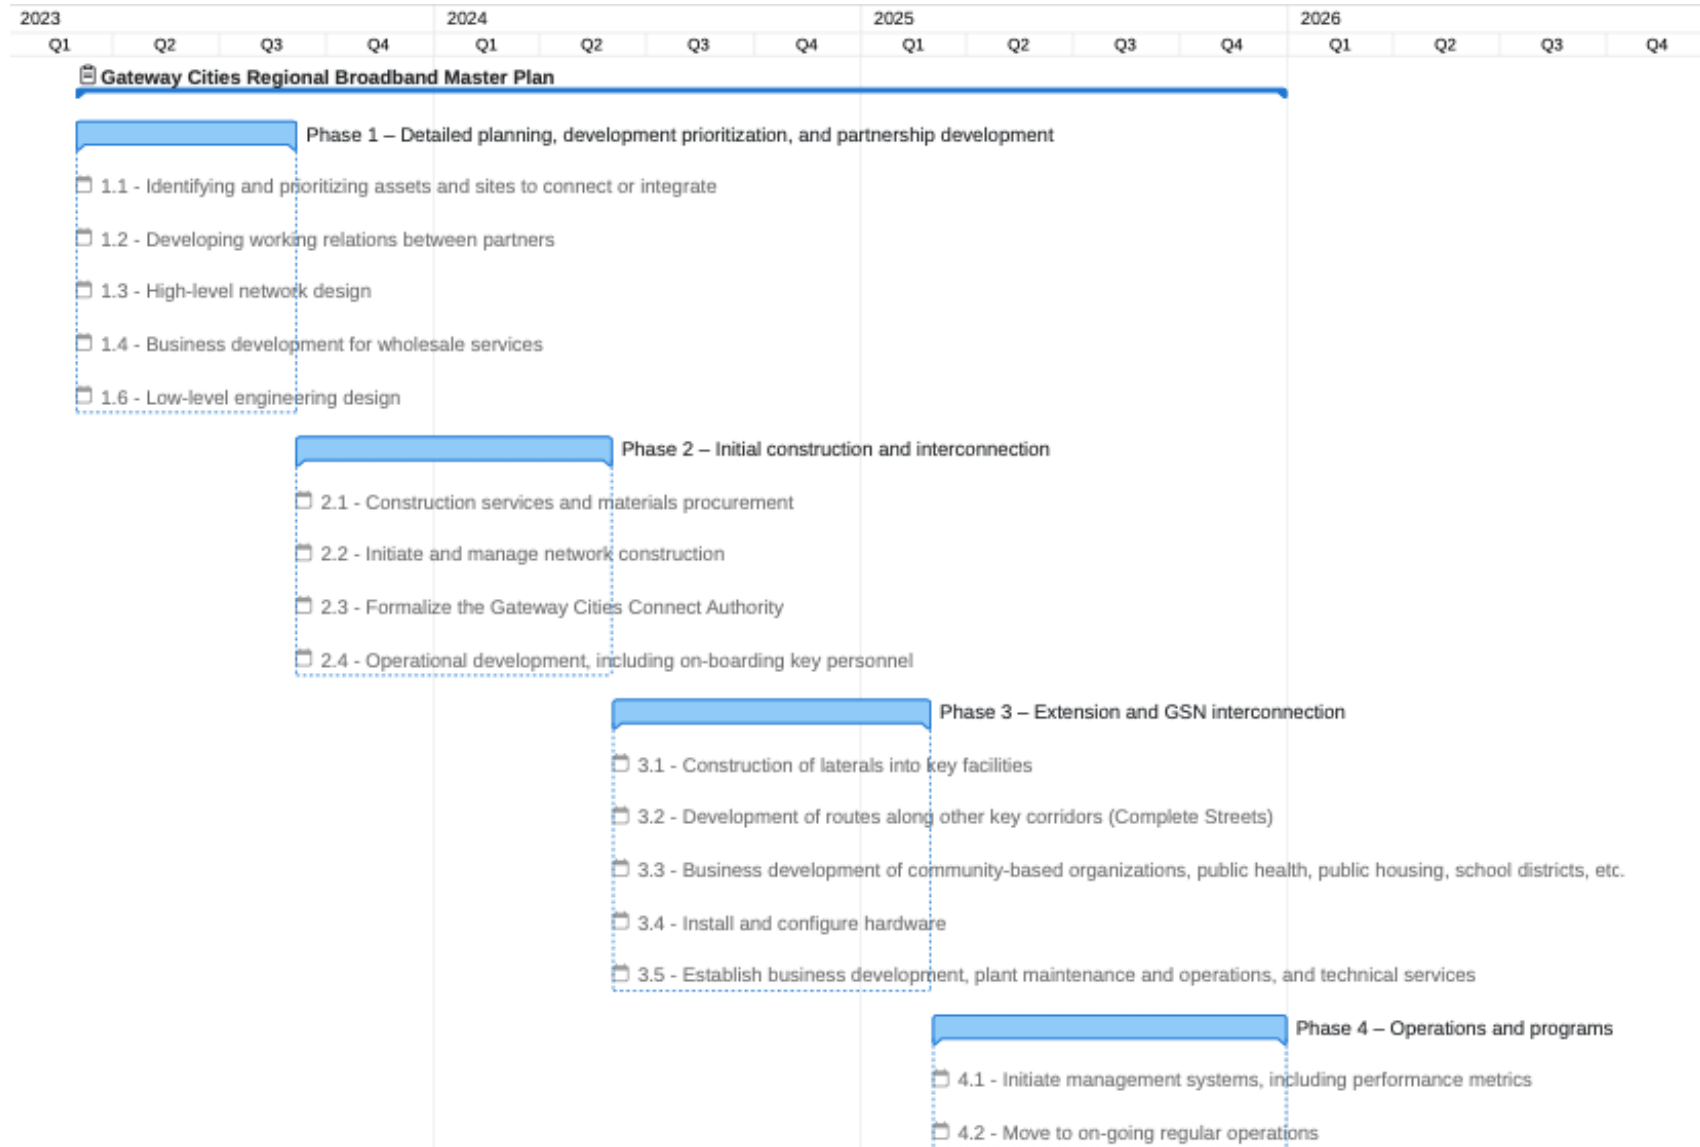 2023 2024 2025 2026
Q1 Q2 Q3 Q4 Q1 Q2 Q3 Q4 Q1 Q2 Q3 Q4 Q1 Q2 Q3 Q4
Gateway Cities Regional Broadband Master Plan
Phase 1 – Detailed planning, development prioritization, and partnership development
1.1 - Identifying and prioritizing assets and sites to connect or integrate
1.2 - Developing working relations between partners
1.3 - High-level network design
1.4 - Business development for wholesale services
1.6 - Low-level engineering design
Phase 2 – Initial construction and interconnection
2.1 - Construction services and materials procurement
2.2 - Initiate and manage network construction
2.3 - Formalize the Gateway Cities Connect Authority
2.4 - Operational development, including on-boarding key personnel
Phase 3 – Extension and GSN interconnection
3.1 - Construction of laterals into key facilities
3.2 - Development of routes along other key corridors (Complete Streets)
3.3 - Business development of community-based organizations, public health, public housing, school districts, etc.
3.4 - Install and configure hardware
3.5 - Establish business development, plant maintenance and operations, and technical services
Phase 4 – Operations and programs
4.1 - Initiate management systems, including performance metrics
4.2 - Move to on-going regular operations